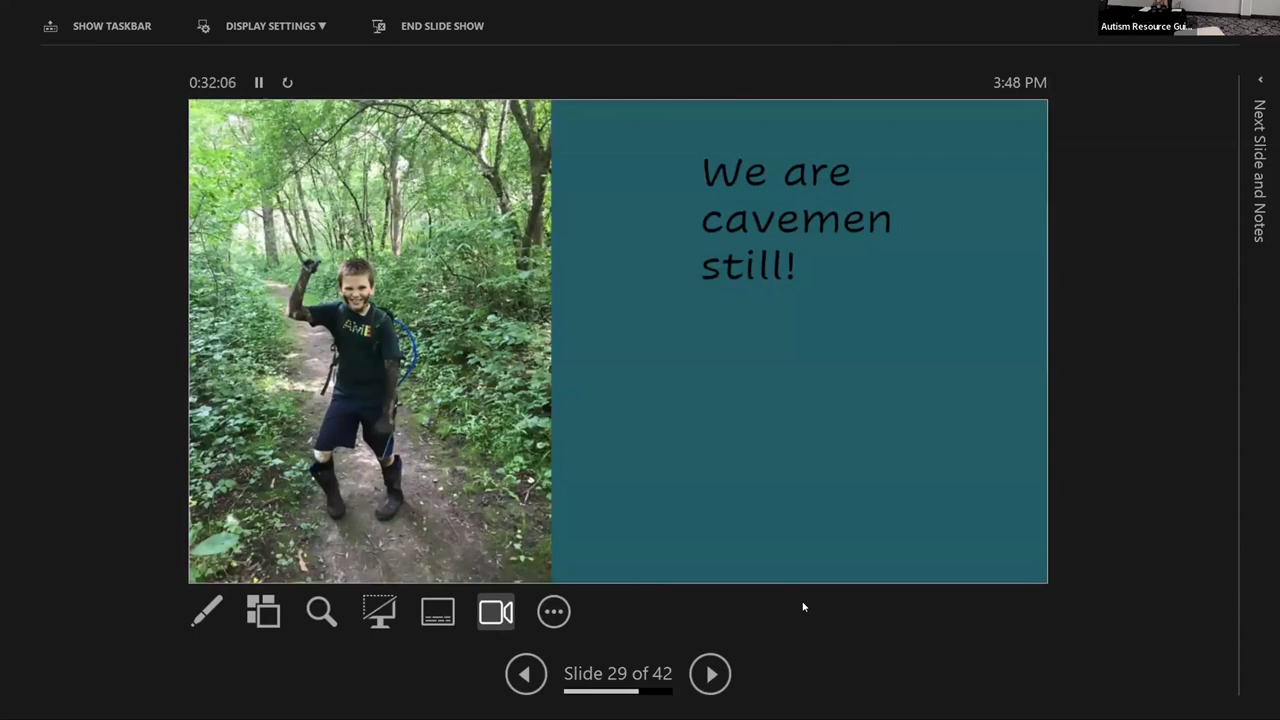 SHOW TASKBAR
DISPLAY SETTINGS ▼
END SLIDE SHOW
Autism Resource Gui...
0:32:06
3:48 PM
Next Slide and Notes
We are
cavemen
still!
Slide 29 of 42